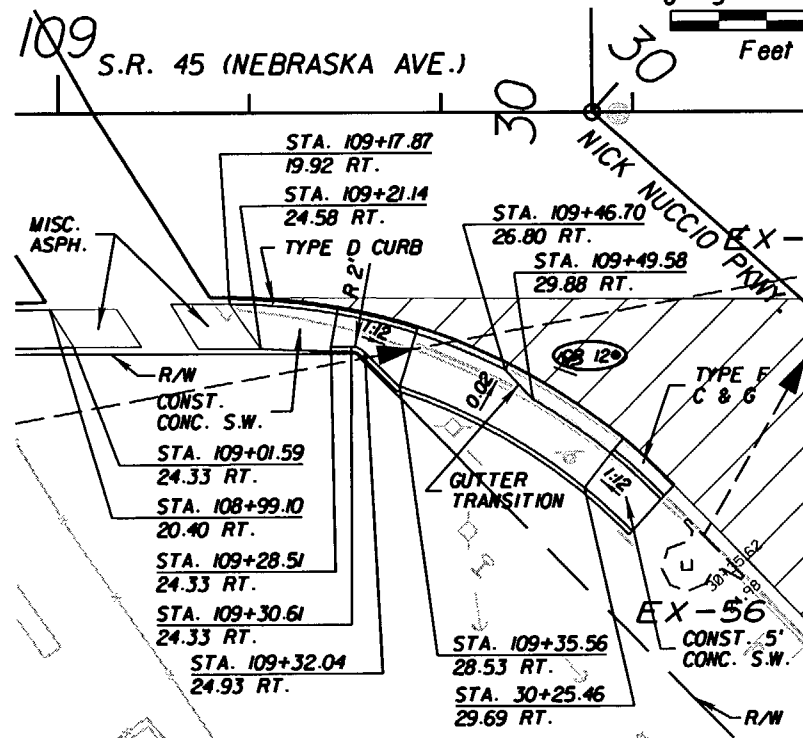 109
S.R. 45 (NEBRASKA AVE.)
30
30
Feet
NICK NUCCIO PKWY.
STA. 109+17.87
19.92 RT.
STA. 109+21.14
24.58 RT.
TYPE D CURB
MISC.
ASPH.
R 2'
STA. 109+46.70
26.80 RT.
EX-
STA. 109+49.58
29.88 RT.
1:12
R/W
CONST.
CONC. S.W.
0.02
TYPE F
C & G
STA. 109+01.59
24.33 RT.
STA. 108+99.10
20.40 RT.
GUTTER
TRANSITION
1:12
STA. 109+28.51
24.33 RT.
STA. 109+30.61
24.33 RT.
STA. 109+32.04
24.93 RT.
EX-56
CONST. 5'
CONC. S.W.
STA. 109+35.56
28.53 RT.
STA. 30+25.46
29.69 RT.
R/W